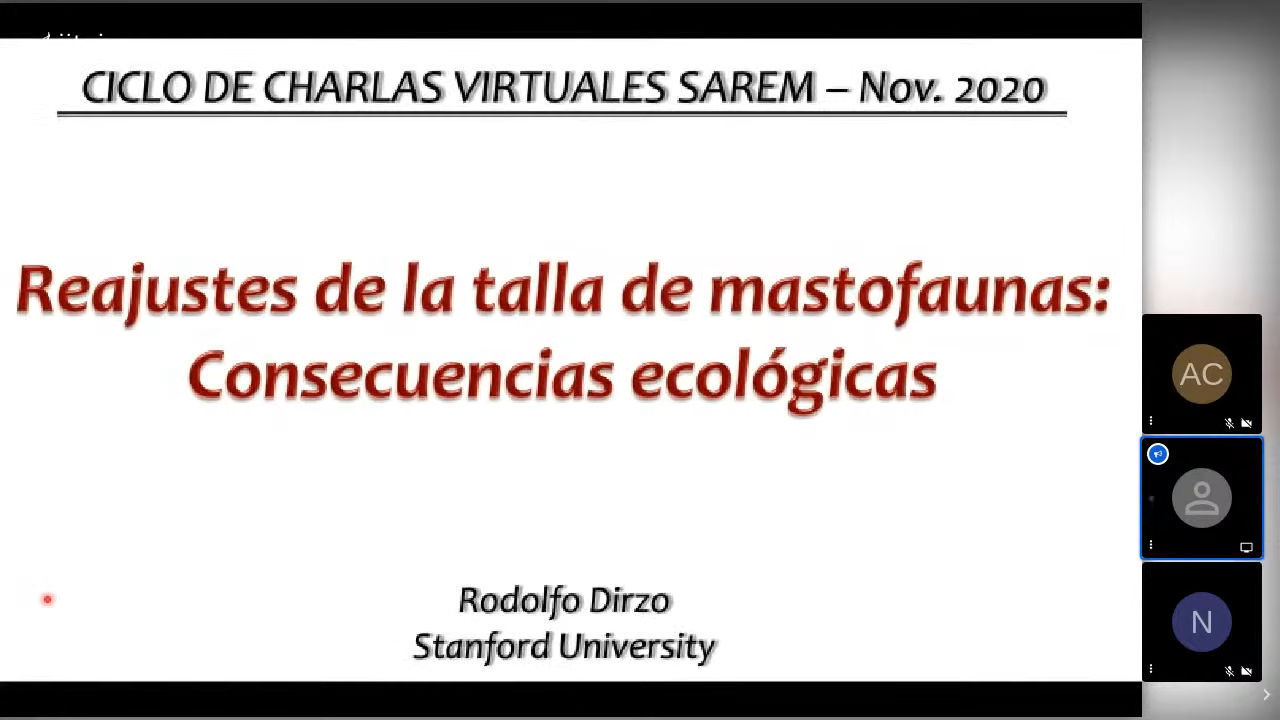 CICLO DE CHARLAS VIRTUALES SAREM – Nov. 2020
Reajustes de la talla de mastofaunas:
Consecuencias ecológicas
Rodolfo Dirzo
Stanford University
AC
N